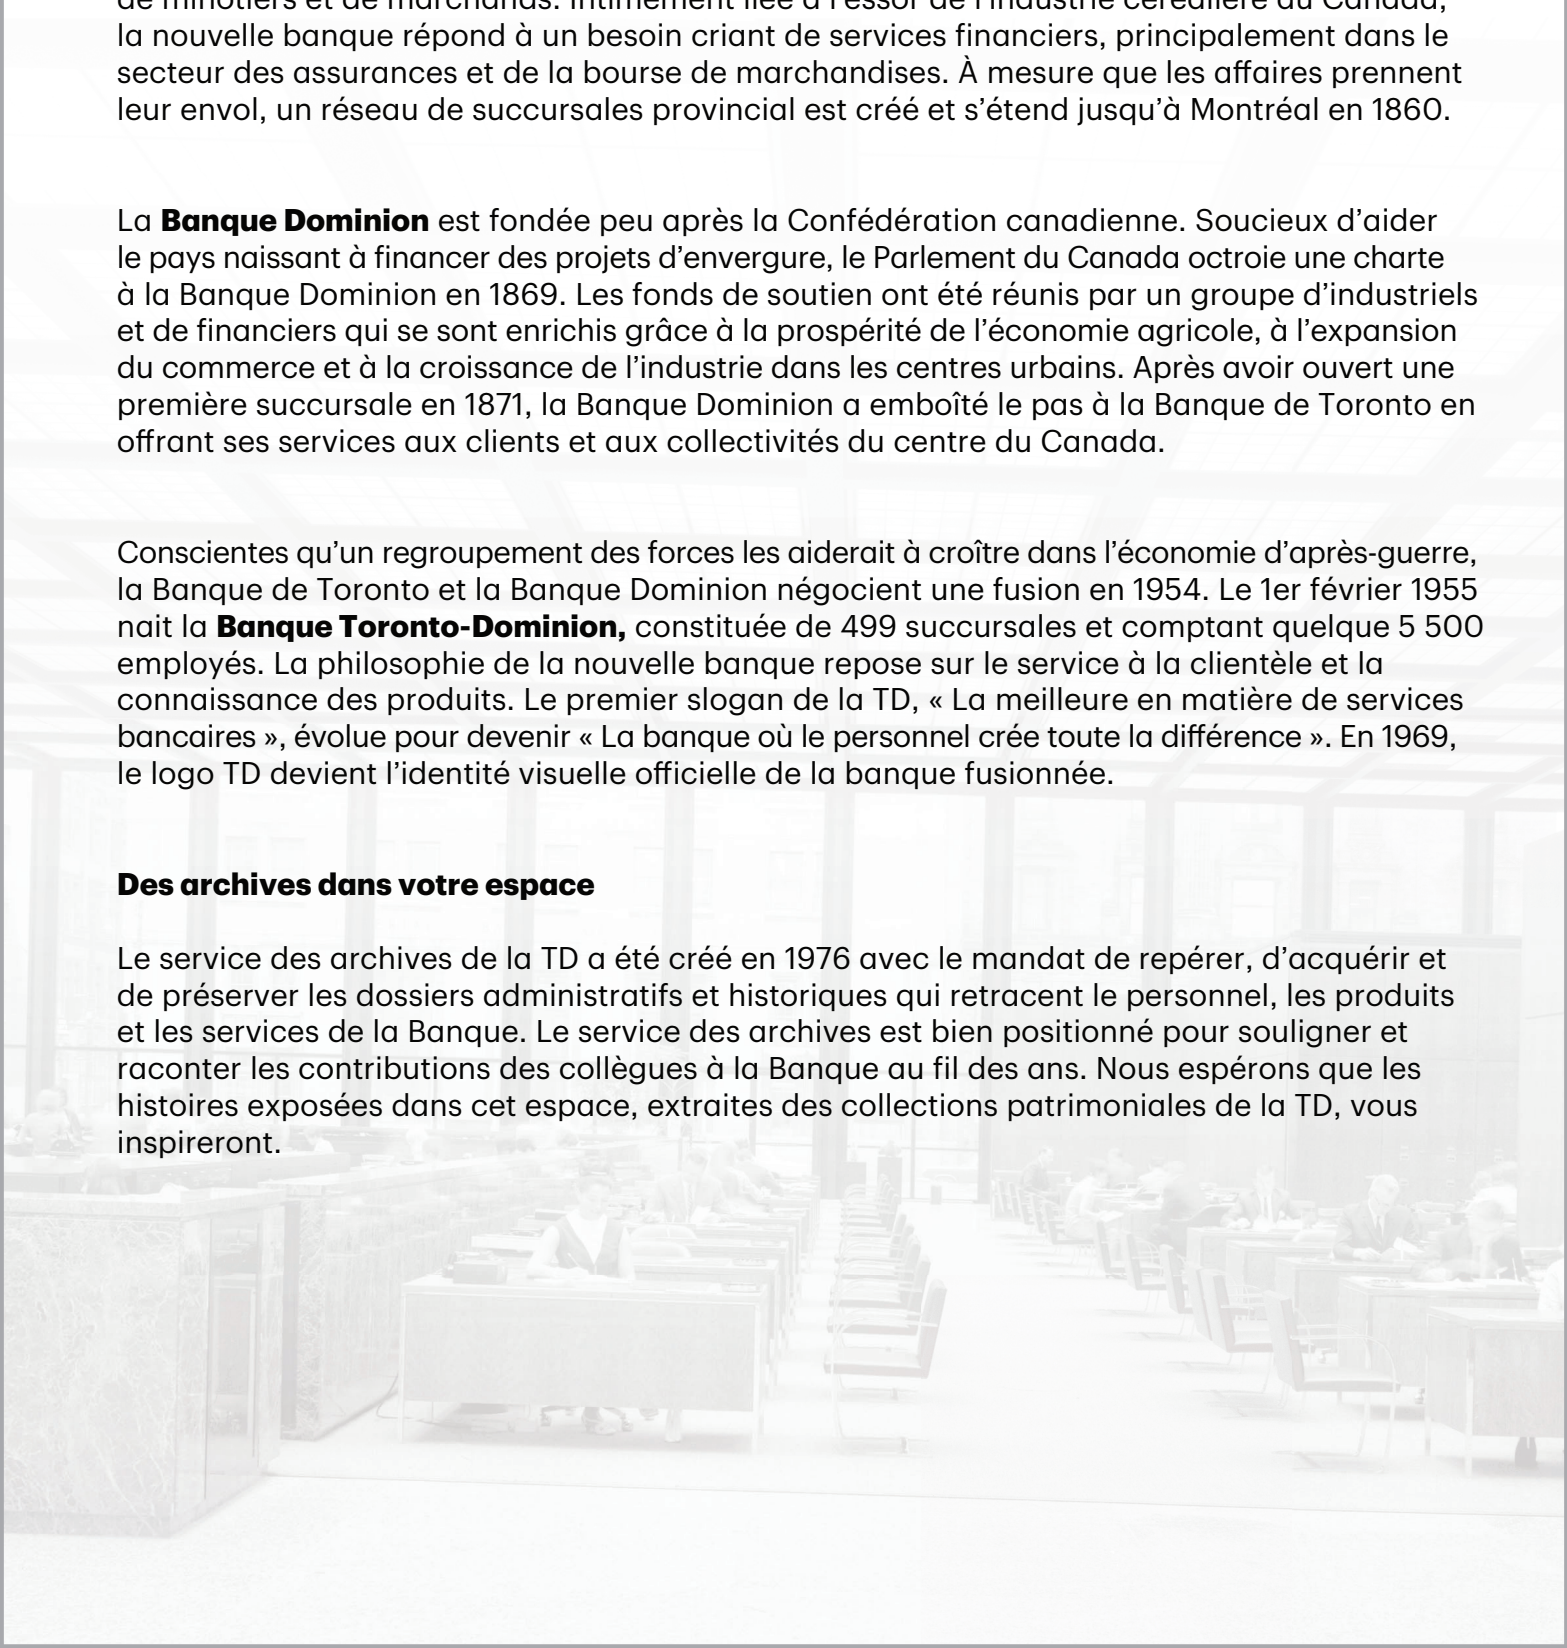 de minotiers et de marchands. Intimement liée à l’essor de l’industrie céréalière au Canada,
la nouvelle banque répond à un besoin criant de services financiers, principalement dans le
secteur des assurances et de la bourse de marchandises. À mesure que les affaires prennent
leur envol, un réseau de succursales provincial est créé et s’étend jusqu’à Montréal en 1860.
La Banque Dominion est fondée peu après la Confédération canadienne. Soucieux d’aider
le pays naissant à financer des projets d’envergure, le Parlement du Canada octroie une charte
à la Banque Dominion en 1869. Les fonds de soutien ont été réunis par un groupe d’industriels
et de financiers qui se sont enrichis grâce à la prospérité de l’économie agricole, à l’expansion
du commerce et à la croissance de l’industrie dans les centres urbains. Après avoir ouvert une
première succursale en 1871, la Banque Dominion a emboîté le pas à la Banque de Toronto en
offrant ses services aux clients et aux collectivités du centre du Canada.
Conscientes qu’un regroupement des forces les aiderait à croître dans l’économie d’après-guerre,
la Banque de Toronto et la Banque Dominion négocient une fusion en 1954. Le 1er février 1955
nait la Banque Toronto-Dominion, constituée de 499 succursales et comptant quelque 5 500
employés. La philosophie de la nouvelle banque repose sur le service à la clientèle et la
connaissance des produits. Le premier slogan de la TD, « La meilleure en matière de services
bancaires », évolue pour devenir « La banque où le personnel crée toute la différence ». En 1969,
le logo TD devient l’identité visuelle officielle de la banque fusionnée.
Des archives dans votre espace
Le service des archives de la TD a été créé en 1976 avec le mandat de repérer, d’acquérir et
de préserver les dossiers administratifs et historiques qui retracent le personnel, les produits
et les services de la Banque. Le service des archives est bien positionné pour souligner et
raconter les contributions des collègues à la Banque au fil des ans. Nous espérons que les
histoires exposées dans cet espace, extraites des collections patrimoniales de la TD, vous
inspireront.